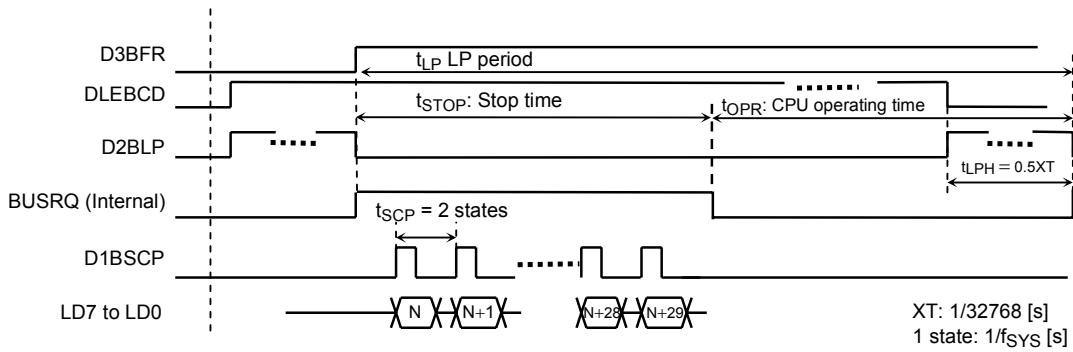 D3BFR
tLP LP period
DLEBCD
tSTOP: Stop time
tOPR: CPU operating time
D2BLP
tLPH = 0.5XT
BUSRQ (Internal)
tSCP = 2 states
D1BSCP
LD7 to LD0
N
N+1
N+28
N+29
XT: 1/32768 [s]
1 state: 1/fSYS [s]